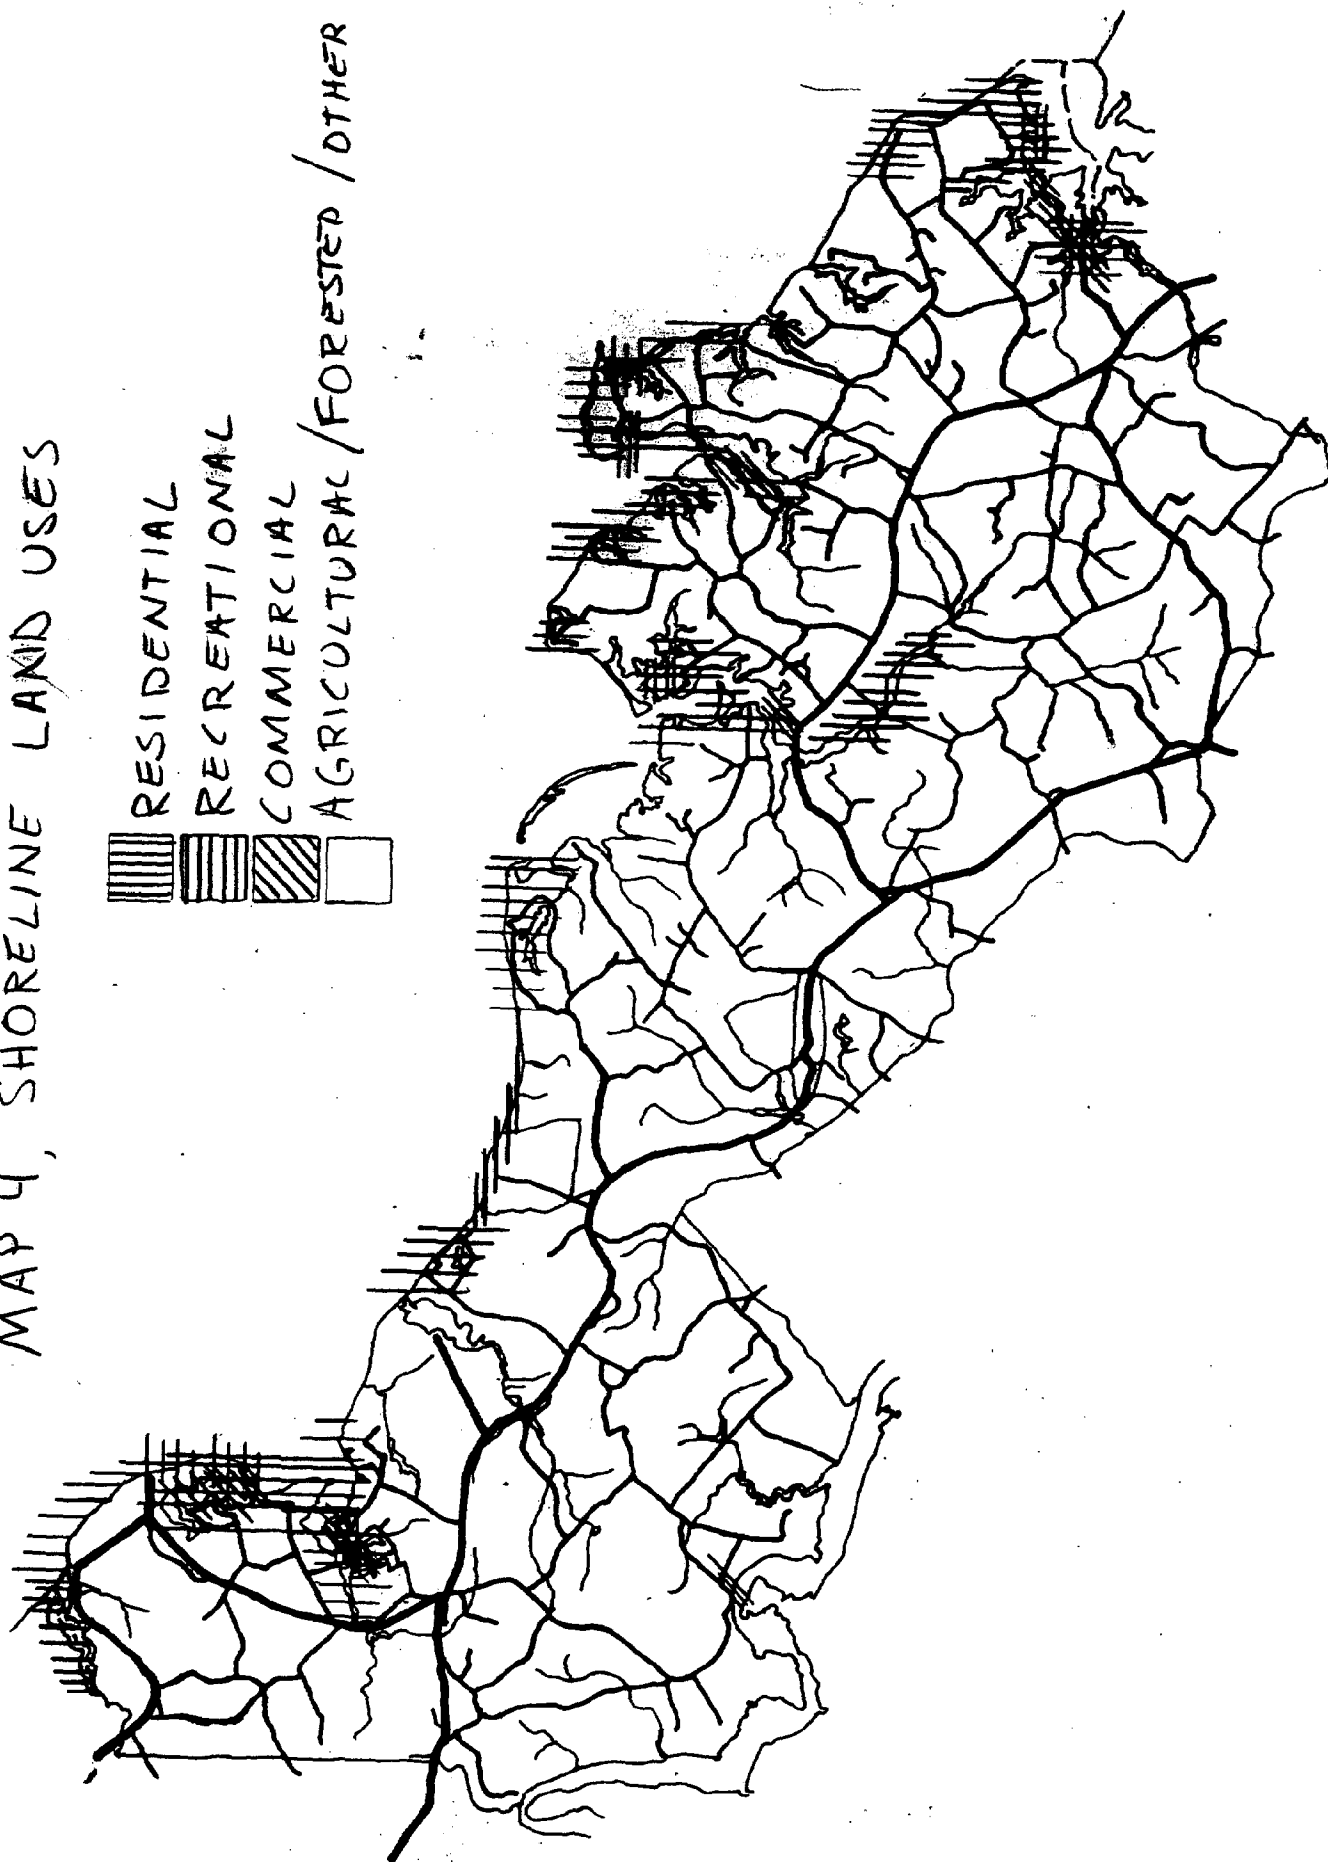 MAP 4, SHORELINE LAND USES
RESIDENTIAL
RECREATIONAL
COMMERCIAL
AGRICULTURAL/FORESTED/OTHER